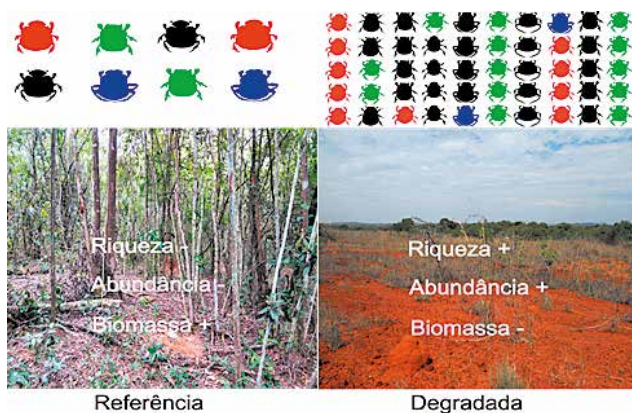 Riqueza -
Abundância -
Biomassa +
Riqueza +
Abundância +
Biomassa -
Referência
Degradada